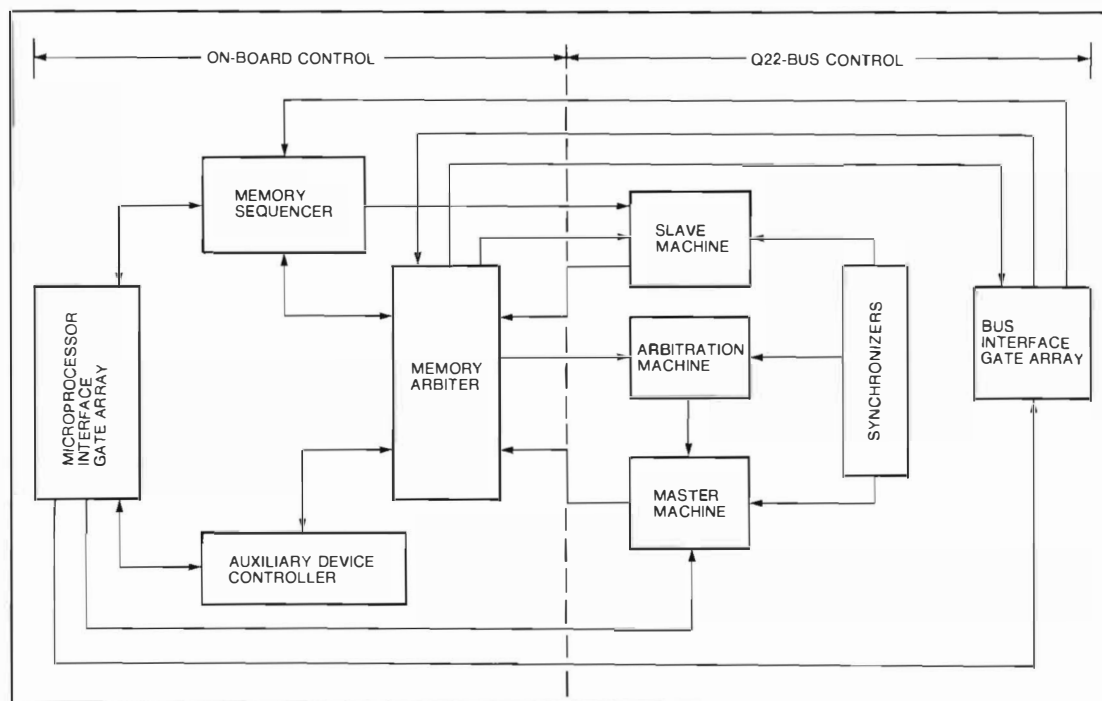 ON-BOARD CONTROL
Q22-BUS CONTROL
MEMORY
SEQUENCER
SLAVE
MACHINE
MICROPROCESSOR
INTERFACE
GATE ARRAY
MEMORY
ARBITER
ARBITRATION
MACHINE
SYNCHRONIZERS
BUS
INTERFACE
GATE ARRAY
MASTER
MACHINE
AUXILIARY DEVICE
CONTROLLER